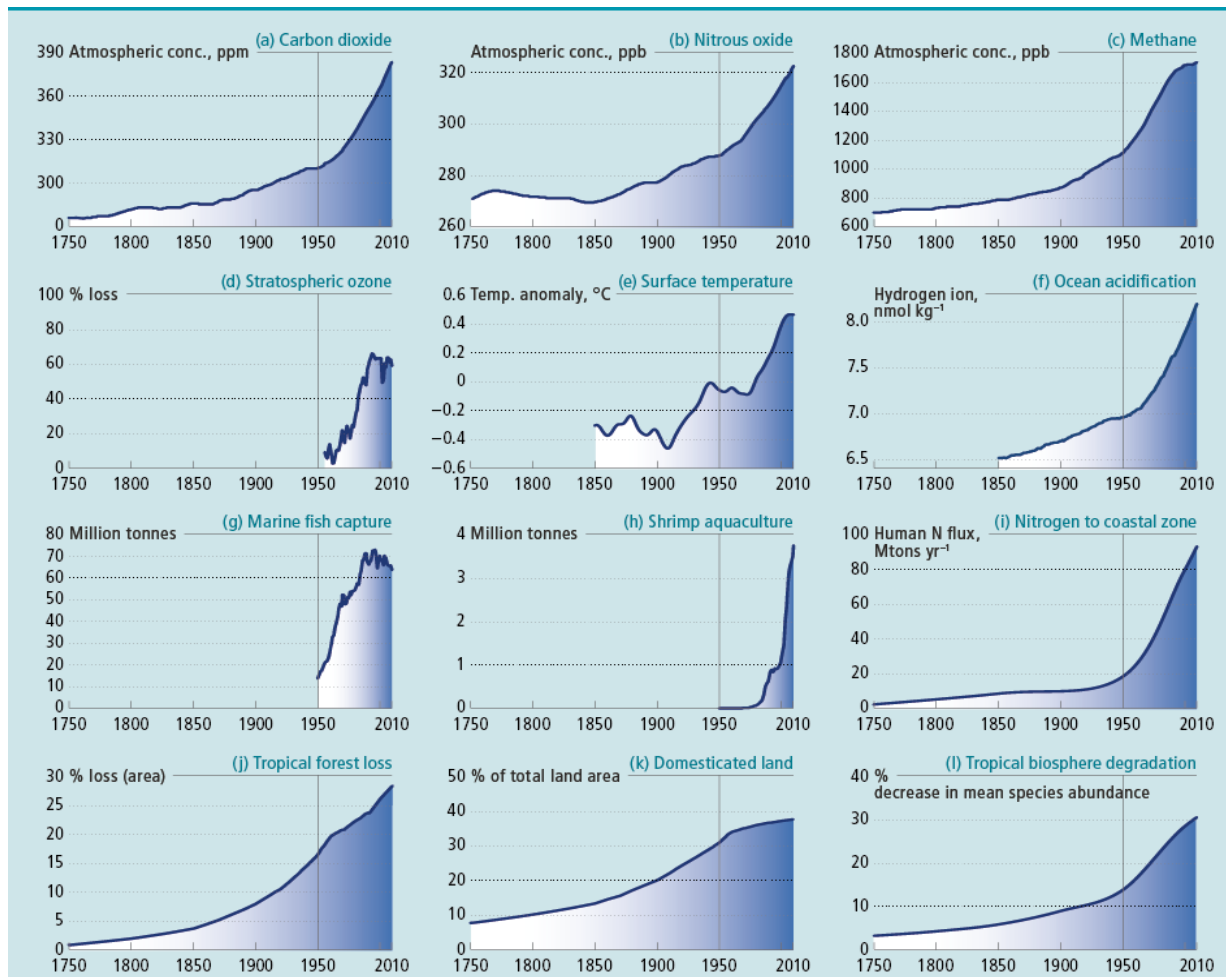 (a) Carbon dioxide
390 Atmospheric conc., ppm
360
330
300
0
1750 1800 1850 1900 1950 2010
(b) Nitrous oxide
Atmospheric conc., ppb
320
300
280
260
1750 1800 1850 1900 1950 2010
(c) Methane
1800 Atmospheric conc., ppb
1600
1400
1200
1000
800
600
1750 1800 1850 1900 1950 2010
(d) Stratospheric ozone
100 % loss
80
60
40
20
0
1750 1800 1850 1900 1950 2010
(e) Surface temperature
0.6 Temp. anomaly, °C
0.4
0.2
0
−0.2
−0.4
−0.6
1750 1800 1850 1900 1950 2010
(f) Ocean acidification
Hydrogen ion,
nmol kg⁻¹
8.0
7.5
7.0
6.5
1750 1800 1850 1900 1950 2010
(g) Marine fish capture
80 Million tonnes
70
60
50
40
30
20
10
0
1750 1800 1850 1900 1950 2010
(h) Shrimp aquaculture
4 Million tonnes
3
2
1
0
1750 1800 1850 1900 1950 2010
(i) Nitrogen to coastal zone
100 Human N flux,
Mtons yr⁻¹
80
60
40
20
0
1750 1800 1850 1900 1950 2010
(j) Tropical forest loss
30 % loss (area)
25
20
15
10
5
0
1750 1800 1850 1900 1950 2010
(k) Domesticated land
50 % of total land area
40
30
20
10
0
1750 1800 1850 1900 1950 2010
(l) Tropical biosphere degradation
40 %
decrease in mean species abundance
30
20
10
0
1750 1800 1850 1900 1950 2010